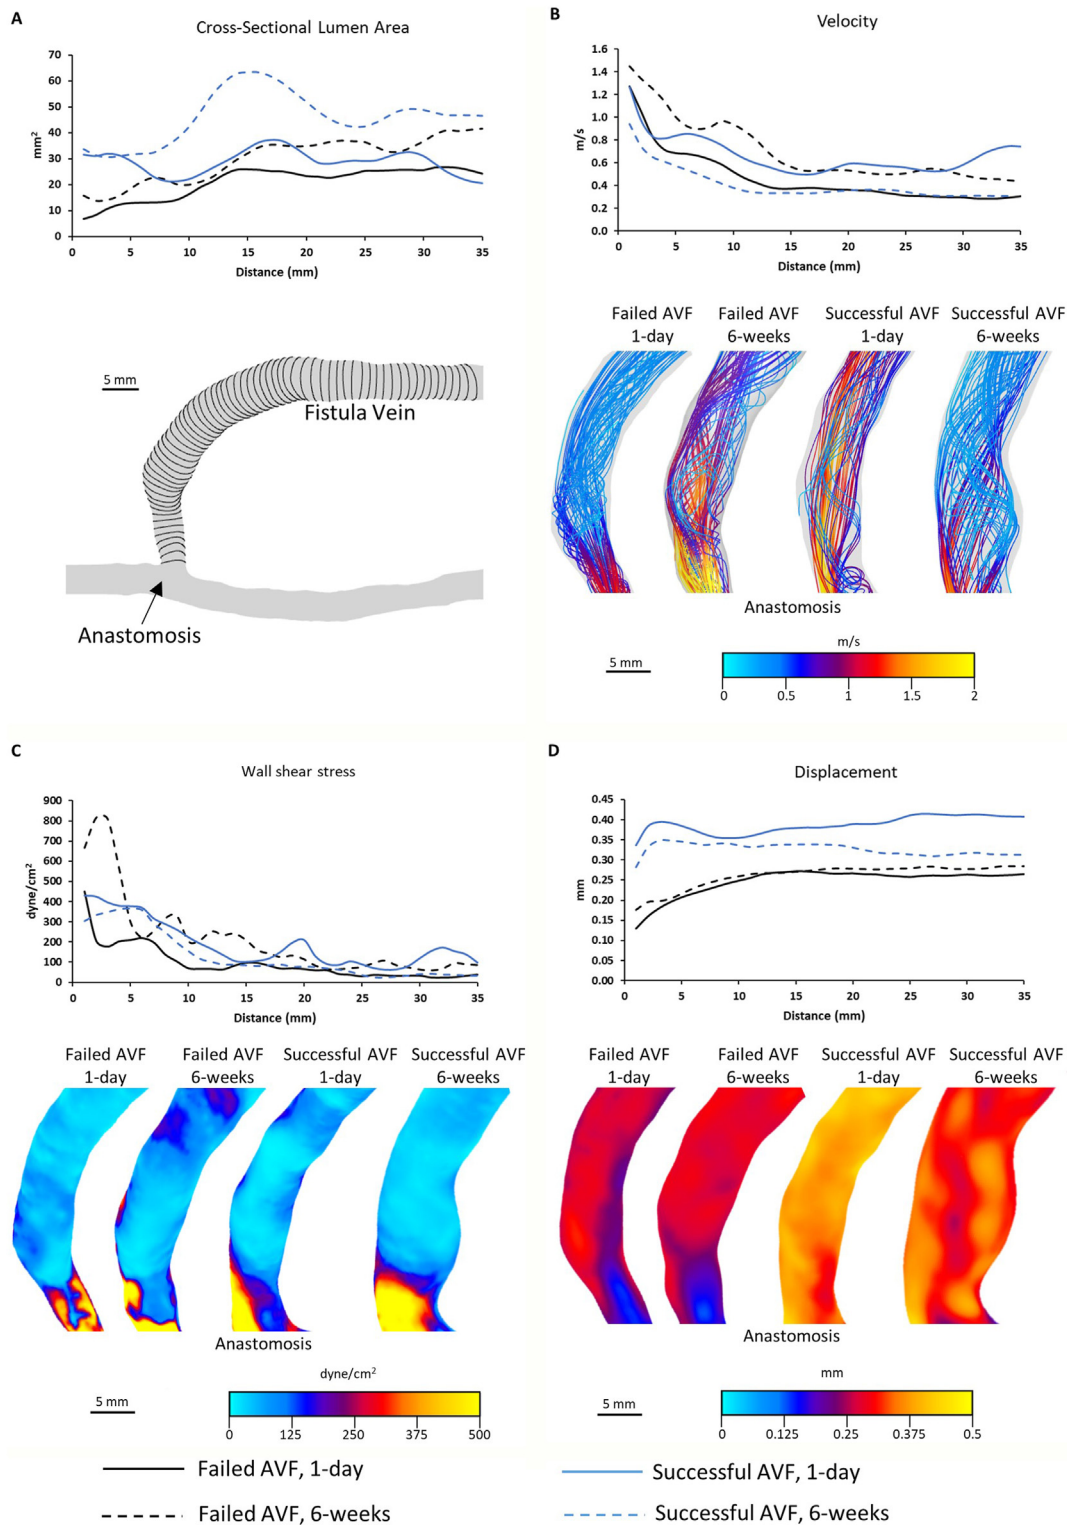 A
Cross-Sectional Lumen Area
70
60
50
40
30
20
10
0
mm²
0 5 10 15 20 25 30 35
Distance (mm)
5 mm
Fistula Vein
Anastomosis
B
Velocity
1.6
1.4
1.2
1.0
0.8
0.6
0.4
0.2
0.0
m/s
0 5 10 15 20 25 30 35
Distance (mm)
Failed AVF Failed AVF Successful AVF Successful AVF
1-day 6-weeks 1-day 6-weeks
Anastomosis
m/s
5 mm
0 0.5 1 1.5 2
C
Wall shear stress
900
800
700
600
500
400
300
200
100
0
dyne/cm²
0 5 10 15 20 25 30 35
Distance (mm)
Failed AVF Failed AVF Successful AVF Successful AVF
1-day 6-weeks 1-day 6-weeks
Anastomosis
dyne/cm²
5 mm
0 125 250 375 500
D
Displacement
0.45
0.40
0.35
0.30
0.25
0.20
0.15
0.10
0.05
0.00
mm
0 5 10 15 20 25 30 35
Distance (mm)
Failed AVF Failed AVF Successful AVF Successful AVF
1-day 6-weeks 1-day 6-weeks
Anastomosis
mm
5 mm
0 0.125 0.25 0.375 0.5
Failed AVF, 1-day
Successful AVF, 1-day
Failed AVF, 6-weeks
Successful AVF, 6-weeks